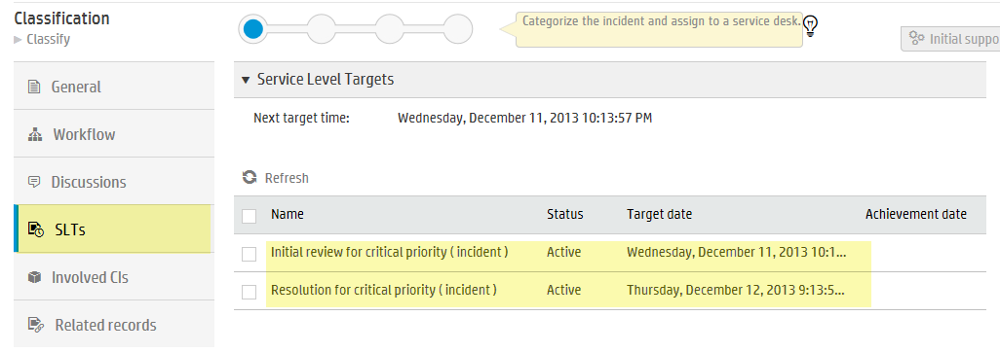 Classification
Classify
Categorize the incident and assign to a service desk.
Initial suppo
General
Workflow
Discussions
SLTs
Involved CIs
Related records
Service Level Targets
Next target time: Wednesday, December 11, 2013 10:13:57 PM
Refresh
Name Status Target date Achievement date
Initial review for critical priority ( incident ) Active Wednesday, December 11, 2013 10:1...
Resolution for critical priority ( incident ) Active Thursday, December 12, 2013 9:13:5...